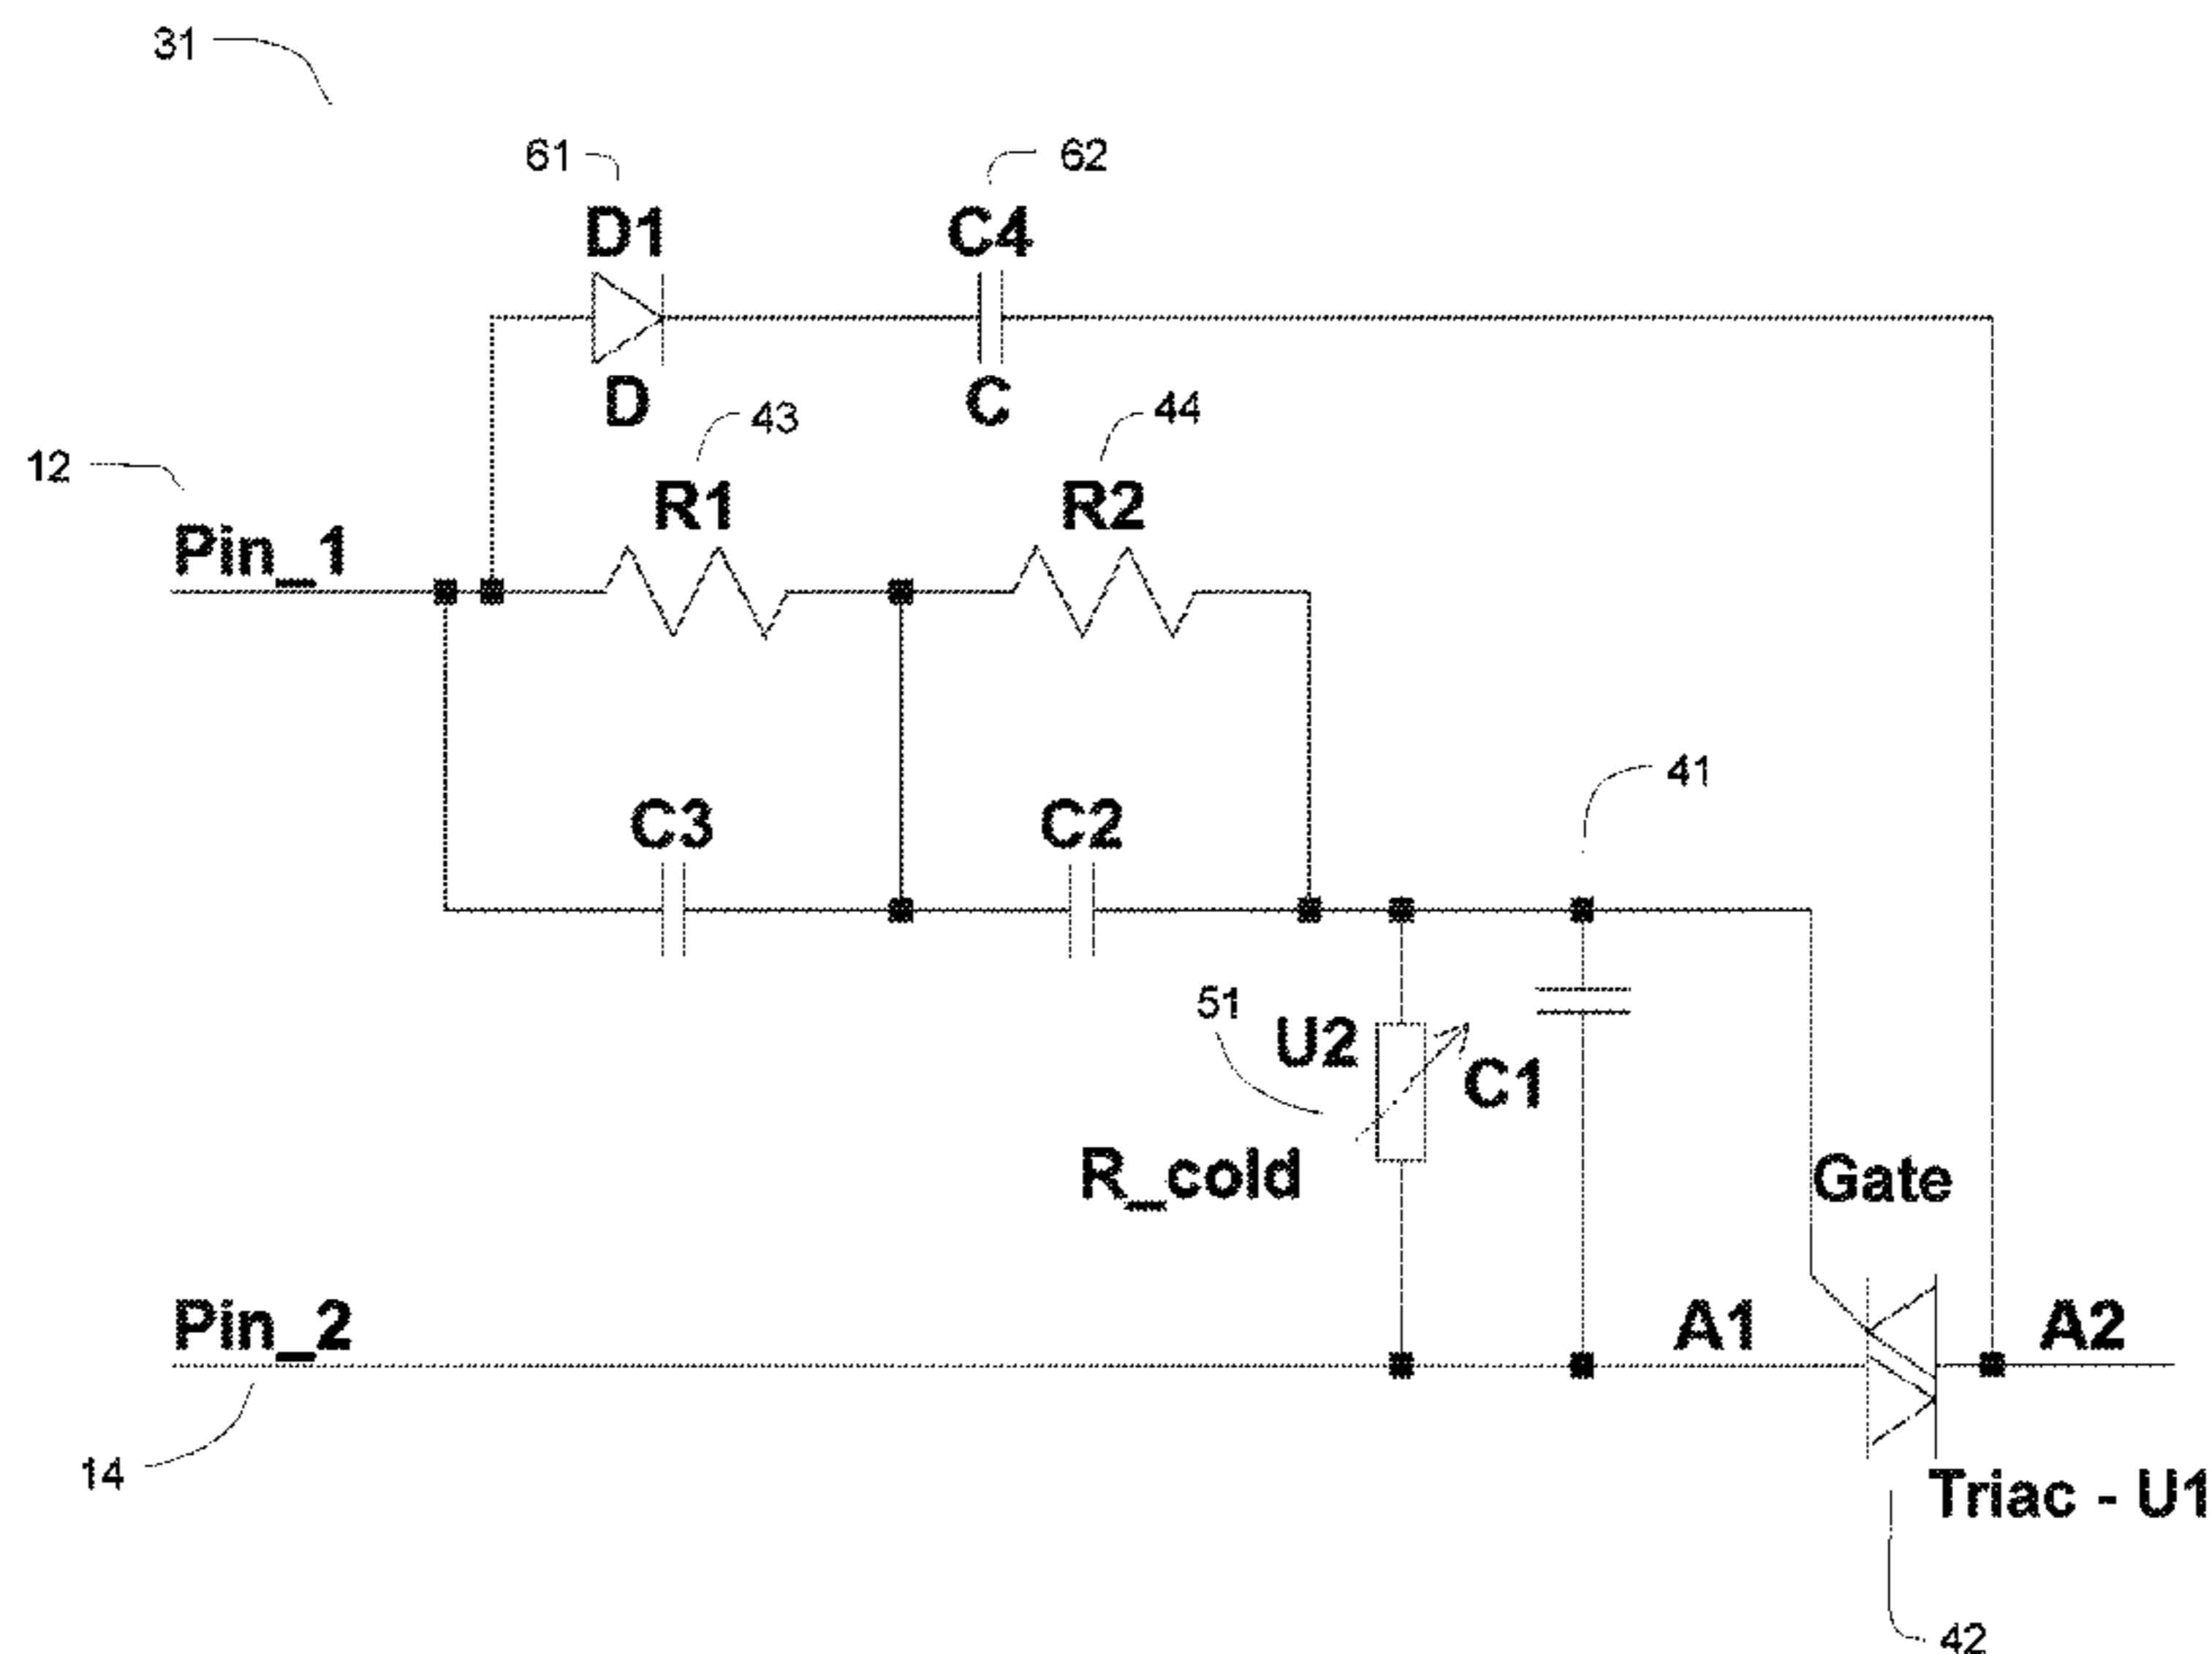 31
61
62
D1
C4
D
C
43
44
12
R1
R2
Pin_1
41
C3
C2
51
U2
C1
R_cold
Gate
Pin_2
A1
A2
14
Triac - U1
42